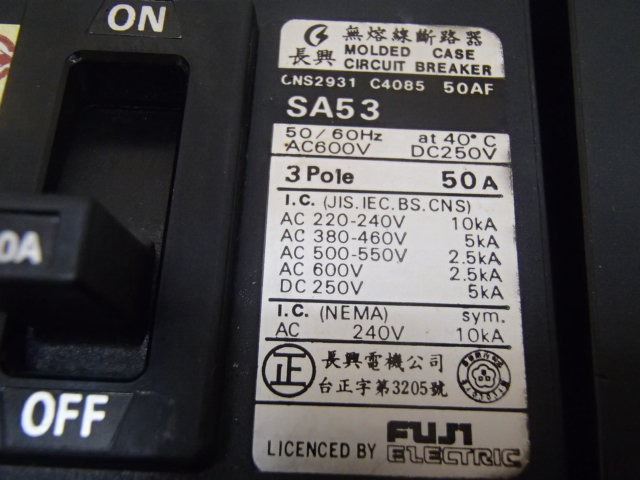 ON
無熔線斷路器
長興
MOLDED CASE
CIRCUIT BREAKER
CNS2931 C4085 50AF
SA53
50/60Hz at 40°C
AC600V DC250V
3 Pole 50A
I.C. (JIS.IEC.BS.CNS)
AC 220-240V 10kA
AC 380-460V 5kA
AC 500-550V 2.5kA
AC 600V 2.5kA
DC 250V 5kA
I.C. (NEMA) sym.
AC 240V 10kA
正
長興電機公司
台正字第3205號
LICENCED BY FUJI
ELECTRIC
0A
OFF